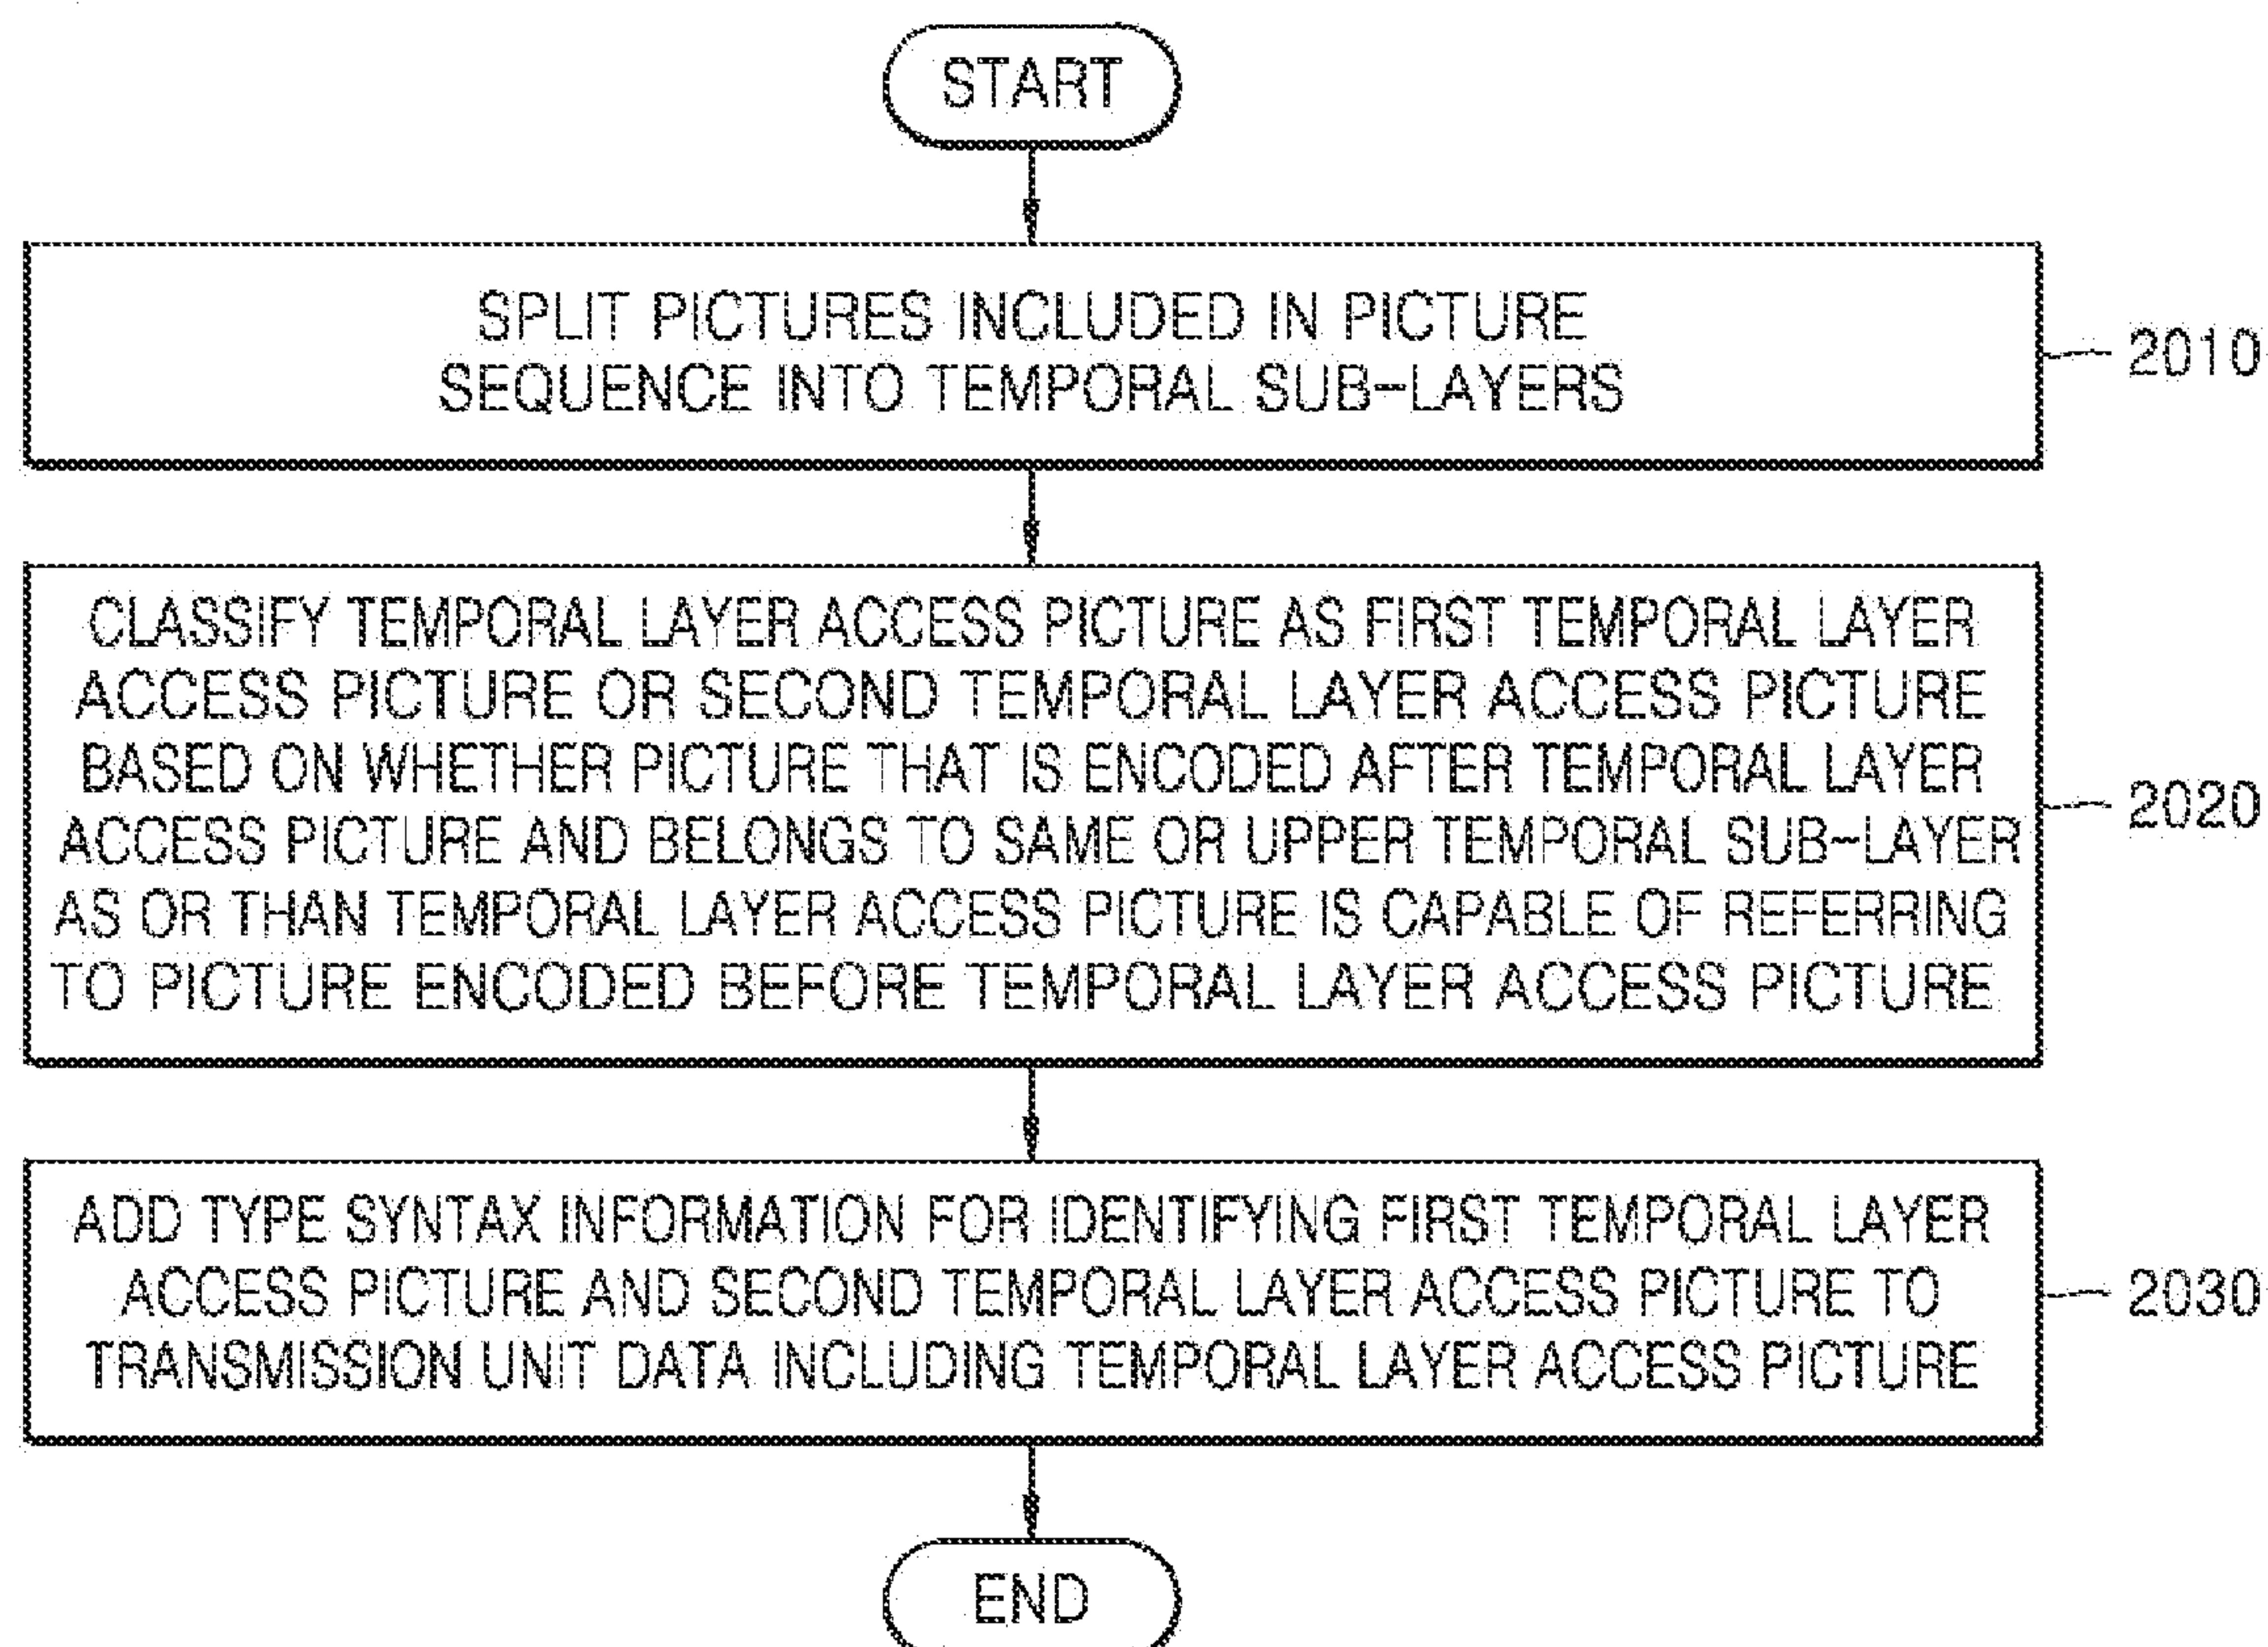 START
SPLIT PICTURES INCLUDED IN PICTURE
SEQUENCE INTO TEMPORAL SUB-LAYERS
2010
CLASSIFY TEMPORAL LAYER ACCESS PICTURE AS FIRST TEMPORAL LAYER
ACCESS PICTURE OR SECOND TEMPORAL LAYER ACCESS PICTURE
BASED ON WHETHER PICTURE THAT IS ENCODED AFTER TEMPORAL LAYER
ACCESS PICTURE AND BELONGS TO SAME OR UPPER TEMPORAL SUB-LAYER
AS OR THAN TEMPORAL LAYER ACCESS PICTURE IS CAPABLE OF REFERRING
TO PICTURE ENCODED BEFORE TEMPORAL LAYER ACCESS PICTURE
2020
ADD TYPE SYNTAX INFORMATION FOR IDENTIFYING FIRST TEMPORAL LAYER
ACCESS PICTURE AND SECOND TEMPORAL LAYER ACCESS PICTURE TO
TRANSMISSION UNIT DATA INCLUDING TEMPORAL LAYER ACCESS PICTURE
2030
END